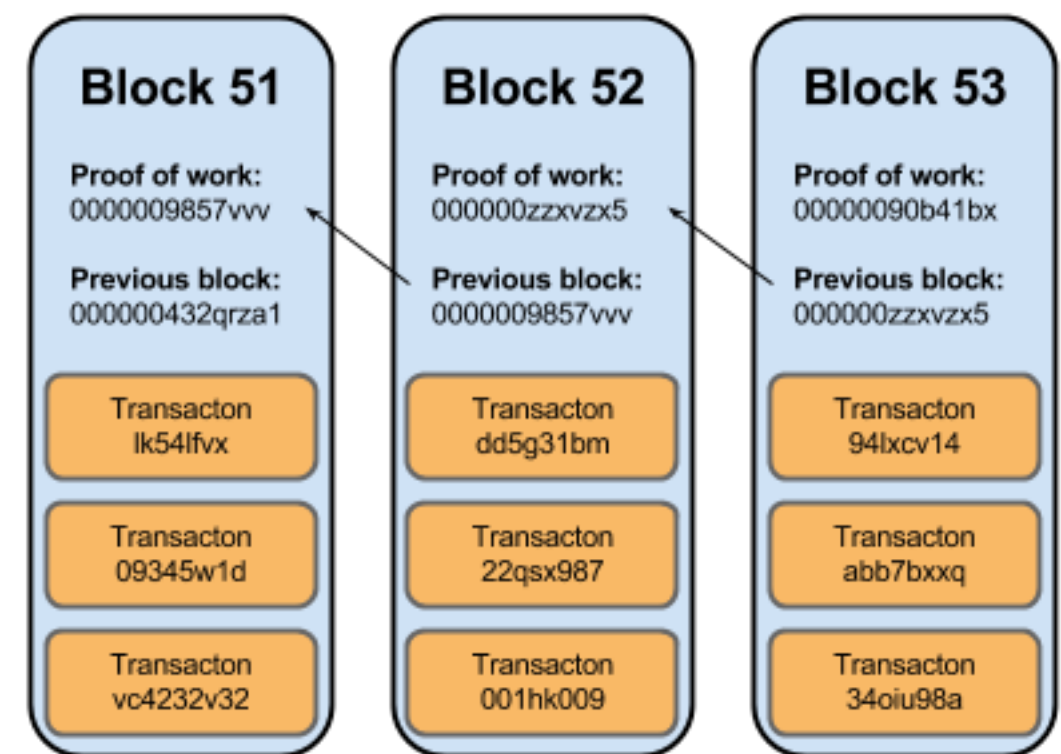 Block 51
Proof of work:
0000009857vvv
Previous block:
000000432qrza1
Transacton
lk54lfvx
Transacton
09345w1d
Transacton
vc4232v32
Block 52
Proof of work:
000000zzxvzx5
Previous block:
0000009857vvv
Transacton
dd5g31bm
Transacton
22qsx987
Transacton
001hk009
Block 53
Proof of work:
00000090b41bx
Previous block:
000000zzxvzx5
Transacton
94lxcv14
Transacton
abb7bxxq
Transacton
34oiu98a